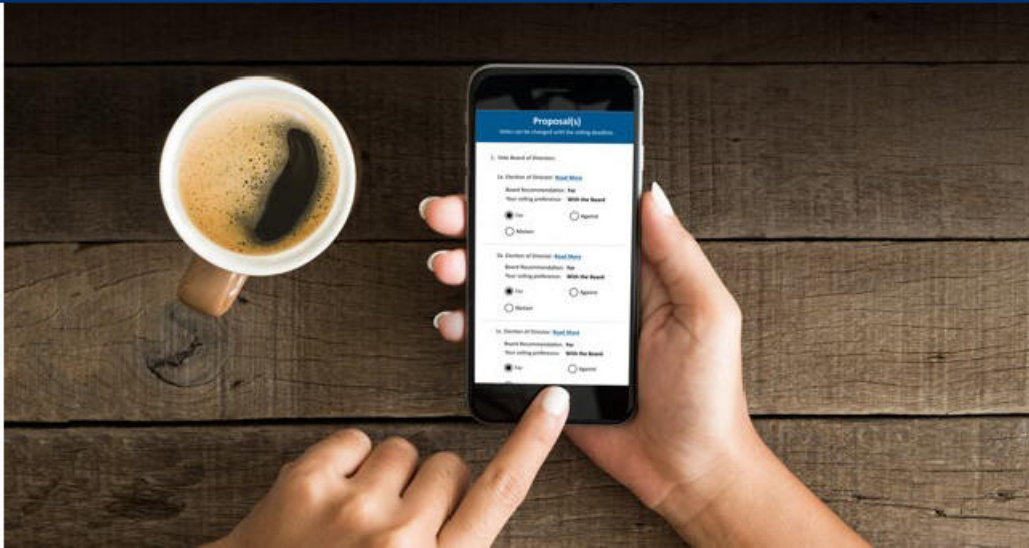 Proposal(s)
Votes can be changed until the voting deadline.
1. Vote Board of Directors:
1a. Election of Director: Read More
Board Recommendation: For
Your voting preference: With the Board
For
Against
Abstain
Election of Director: Read More
Board Recommendation: For
Your voting preference: With the Board
For
Against
Abstain
1c. Election of Director: Read More
Board Recommendation: For
Your voting preference: With the Board
For
Against